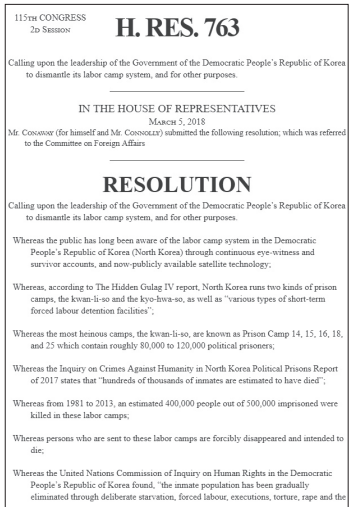 115TH CONGRESS
2D SESSION
H. RES. 763
Calling upon the leadership of the Government of the Democratic People's Republic of Korea
to dismantle its labor camp system, and for other purposes.
IN THE HOUSE OF REPRESENTATIVES
MARCH 5, 2018
Mr. CONAWAY (for himself and Mr. CONNOLLY) submitted the following resolution; which was referred
to the Committee on Foreign Affairs
RESOLUTION
Calling upon the leadership of the Government of the Democratic People's Republic of Korea
to dismantle its labor camp system, and for other purposes.
Whereas the public has long been aware of the labor camp system in the Democratic
People's Republic of Korea (North Korea) through continuous eye-witness and
survivor accounts, and now-publicly available satellite technology;
Whereas, according to The Hidden Gulag IV report, North Korea runs two kinds of prison
camps, the kwan-li-so and the kyo-hwa-so, as well as “various types of short-term
forced labour detention facilities”;
Whereas the most heinous camps, the kwan-li-so, are known as Prison Camp 14, 15, 16, 18,
and 25 which contain roughly 80,000 to 120,000 political prisoners;
Whereas the Inquiry on Crimes Against Humanity in North Korea Political Prisons Report
of 2017 states that “hundreds of thousands of inmates are estimated to have died”;
Whereas from 1981 to 2013, an estimated 400,000 people out of 500,000 imprisoned were
killed in these labor camps;
Whereas persons who are sent to these labor camps are forcibly disappeared and intended to
die;
Whereas the United Nations Commission of Inquiry on Human Rights in the Democratic
People's Republic of Korea found, “the inmate population has been gradually
eliminated through deliberate starvation, forced labour, executions, torture, rape and the